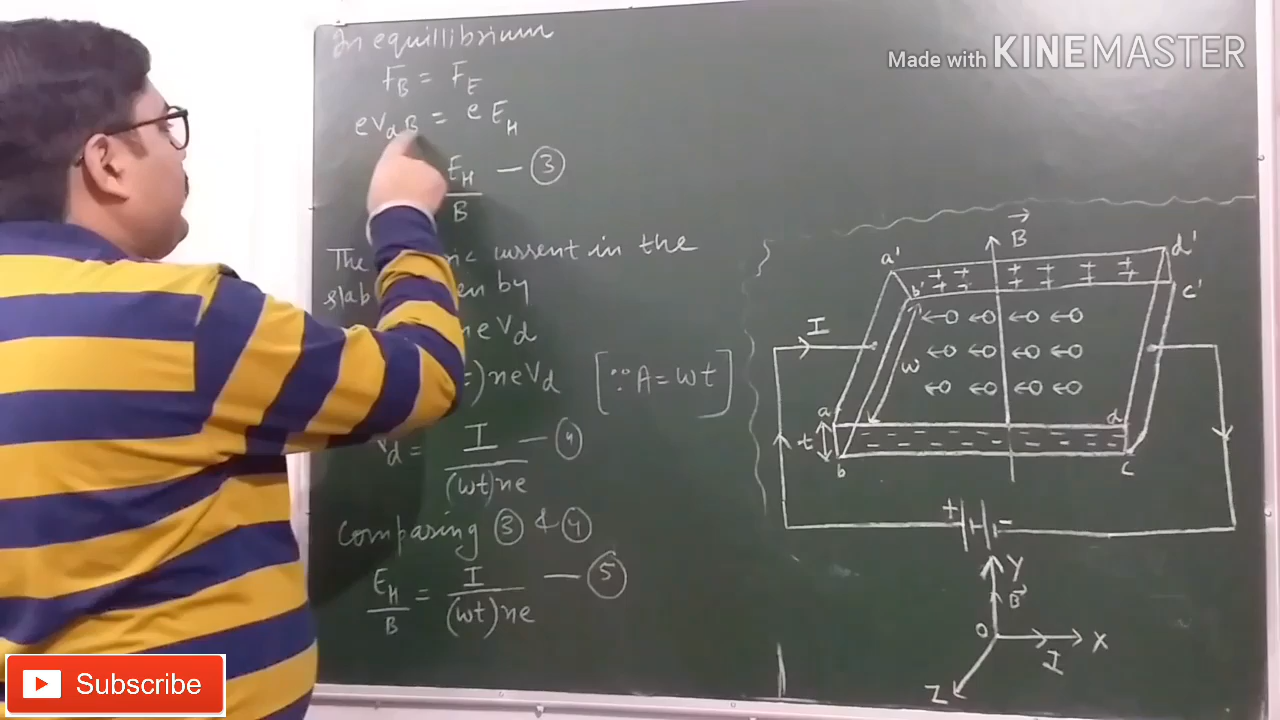 In equillibrium
F_B = F_E
eV_dB = e E_H
E_H/B — ③
The current in the
slab by
neV_d
) neV_d [∵ A = wt]
V_d = I/(wt)ne — ④
Comparing ③ & ④
E_H/B = I/(wt)ne — ⑤
Made with KINEMASTER
B→
a' d'
b' c'
+ + + + + + + +
I
w
a d
t
b c
+ -
Y
B→
O X
I
Z
Subscribe